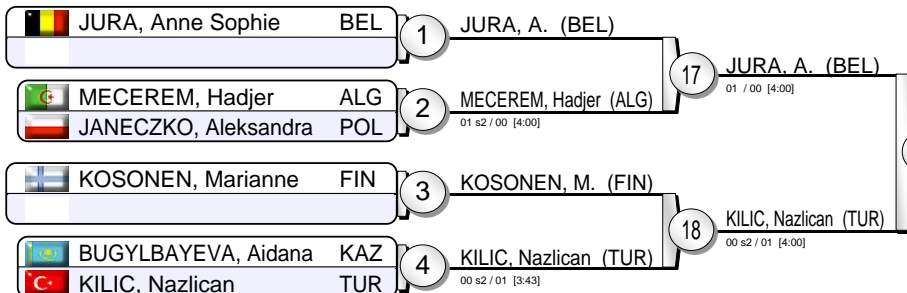 JURA, Anne Sophie BEL
1
JURA, A. (BEL)
17
JURA, A. (BEL)
01 / 00 [4:00]
MECEREM, Hadjer ALG
JANECZKO, Aleksandra POL
2
MECEREM, Hadjer (ALG)
01 s2 / 00 [4:00]
KOSONEN, Marianne FIN
3
KOSONEN, M. (FIN)
18
KILIC, Nazlican (TUR)
00 s2 / 01 [4:00]
BUGYLBAYEVA, Aidana KAZ
KILIC, Nazlican TUR
4
KILIC, Nazlican (TUR)
00 s2 / 01 [3:43]